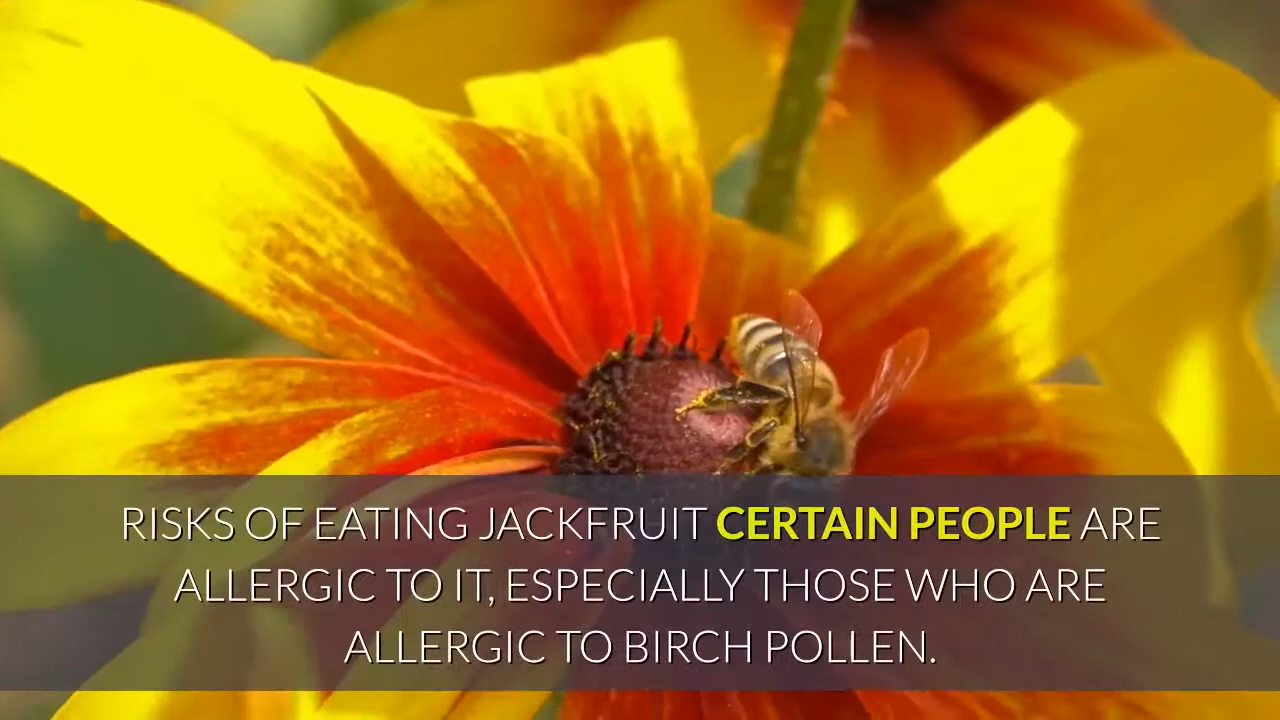 RISKS OF EATING JACKFRUIT CERTAIN PEOPLE ARE
ALLERGIC TO IT, ESPECIALLY THOSE WHO ARE
ALLERGIC TO BIRCH POLLEN.